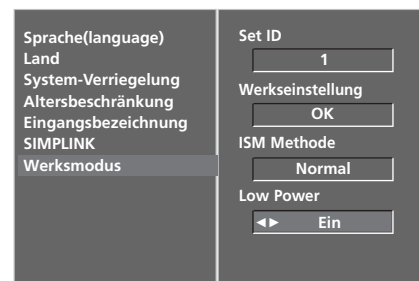 Sprache(language)
Land
System-Verriegelung
Altersbeschränkung
Eingangsbezeichnung
SIMPLINK
Werksmodus
Set ID
1
Werkseinstellung
OK
ISM Methode
Normal
Low Power
◄► Ein